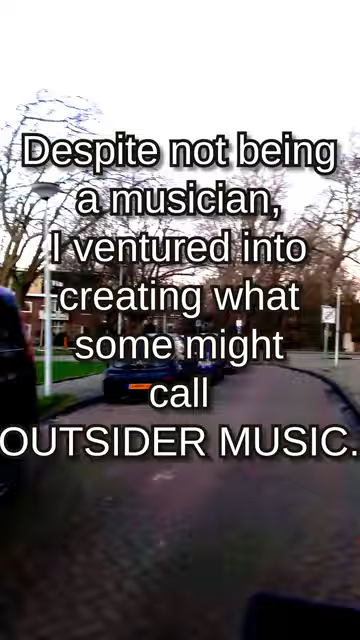 Despite not being
a musician,
I ventured into
creating what
some might
call
OUTSIDER MUSIC.